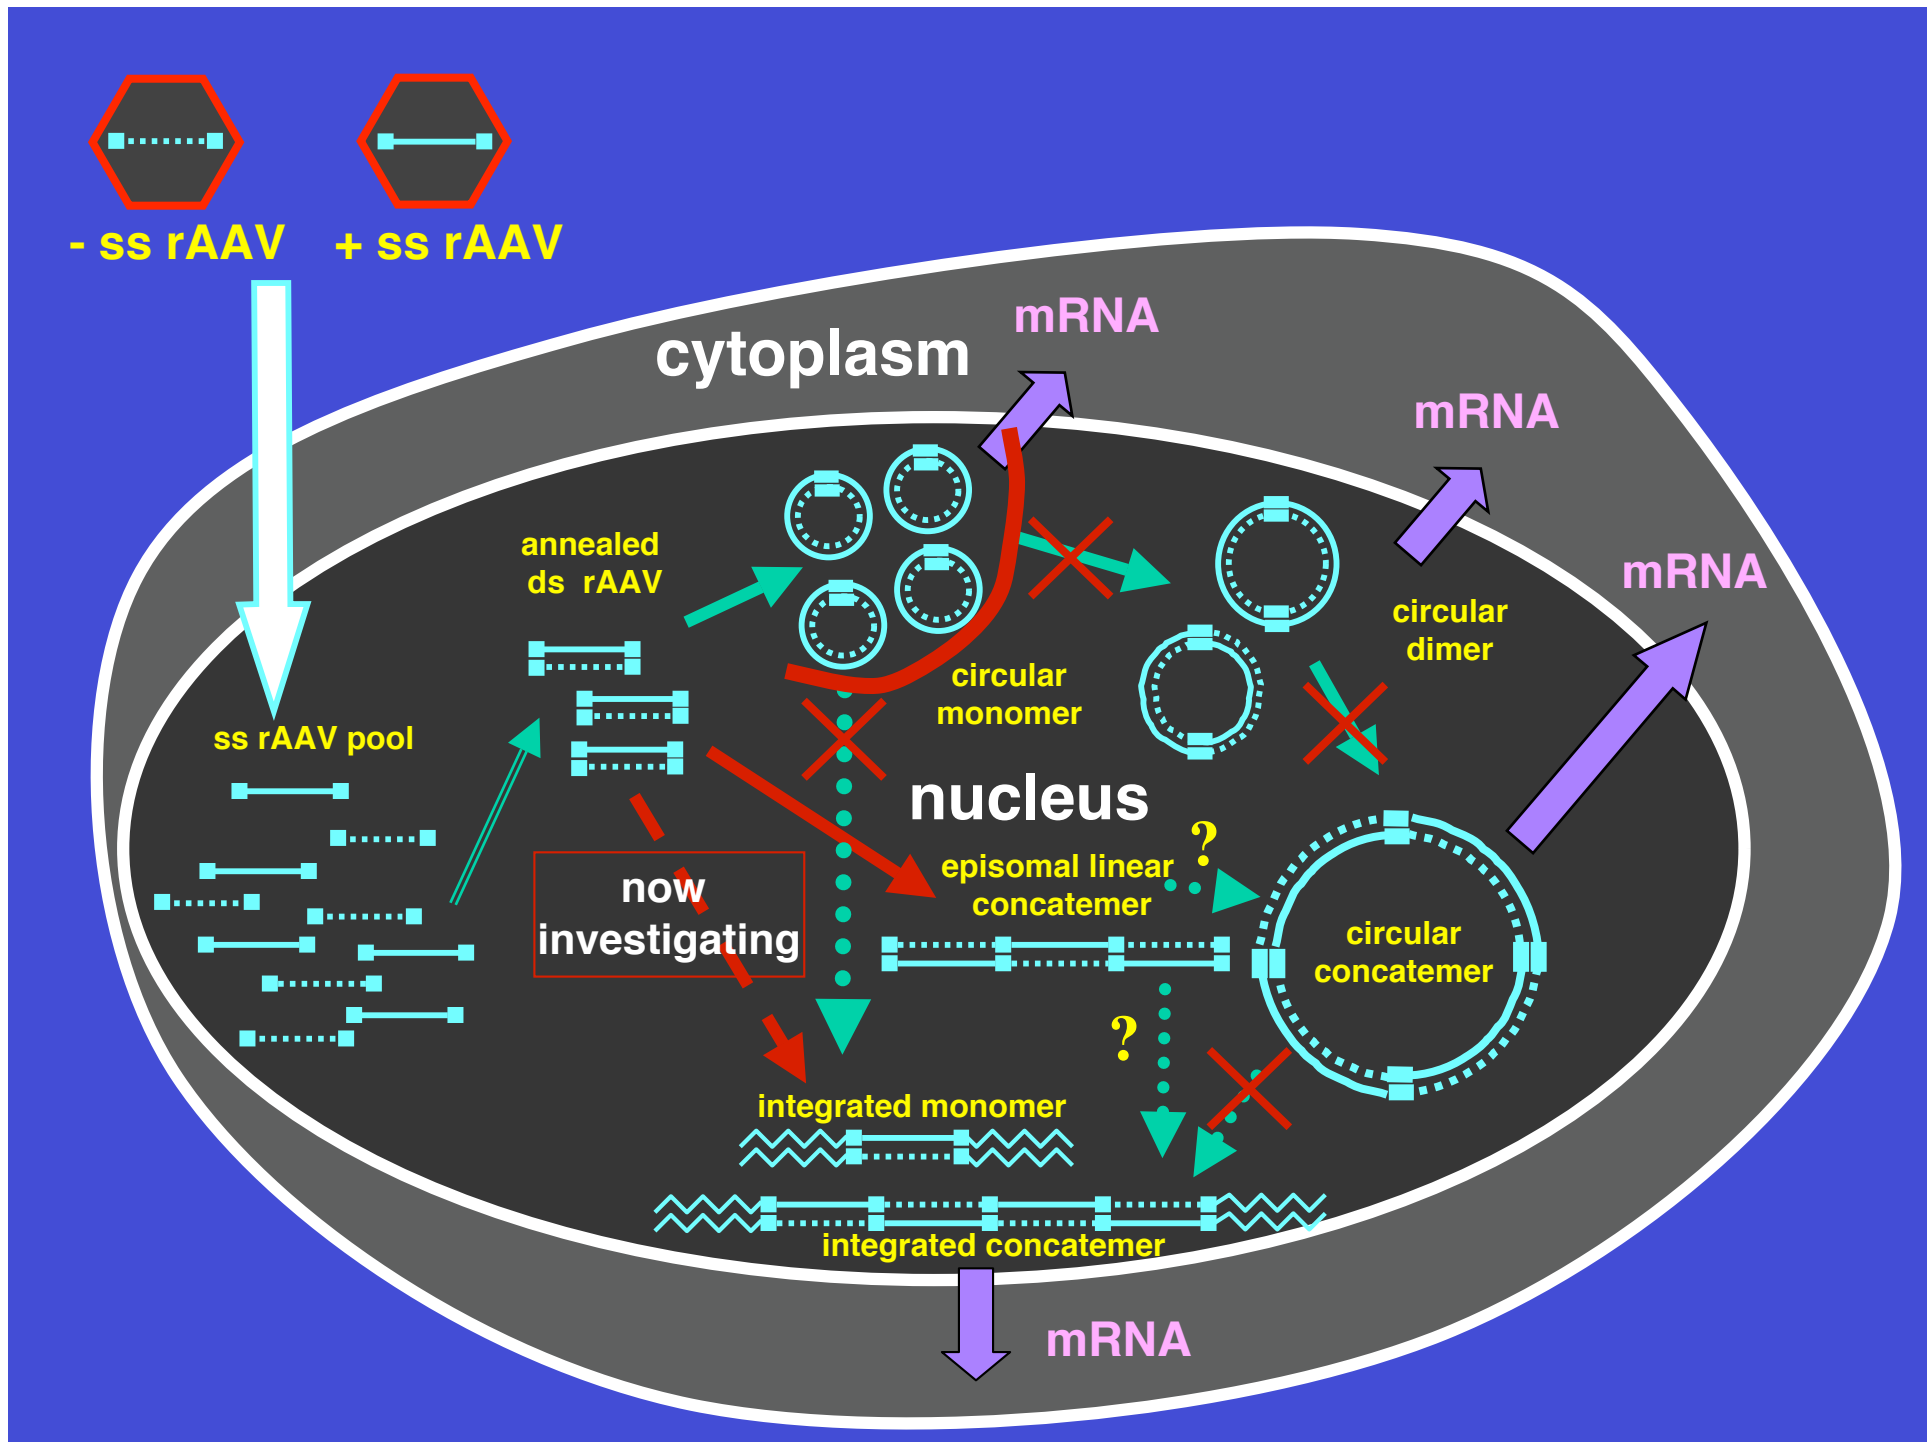 - ss rAAV
+ ss rAAV
mRNA
cytoplasm
mRNA
annealed
ds rAAV
mRNA
circular
dimer
circular
monomer
ss rAAV pool
nucleus
?
episomal linear
concatemer
now
investigating
circular
concatemer
?
integrated monomer
integrated concatemer
mRNA